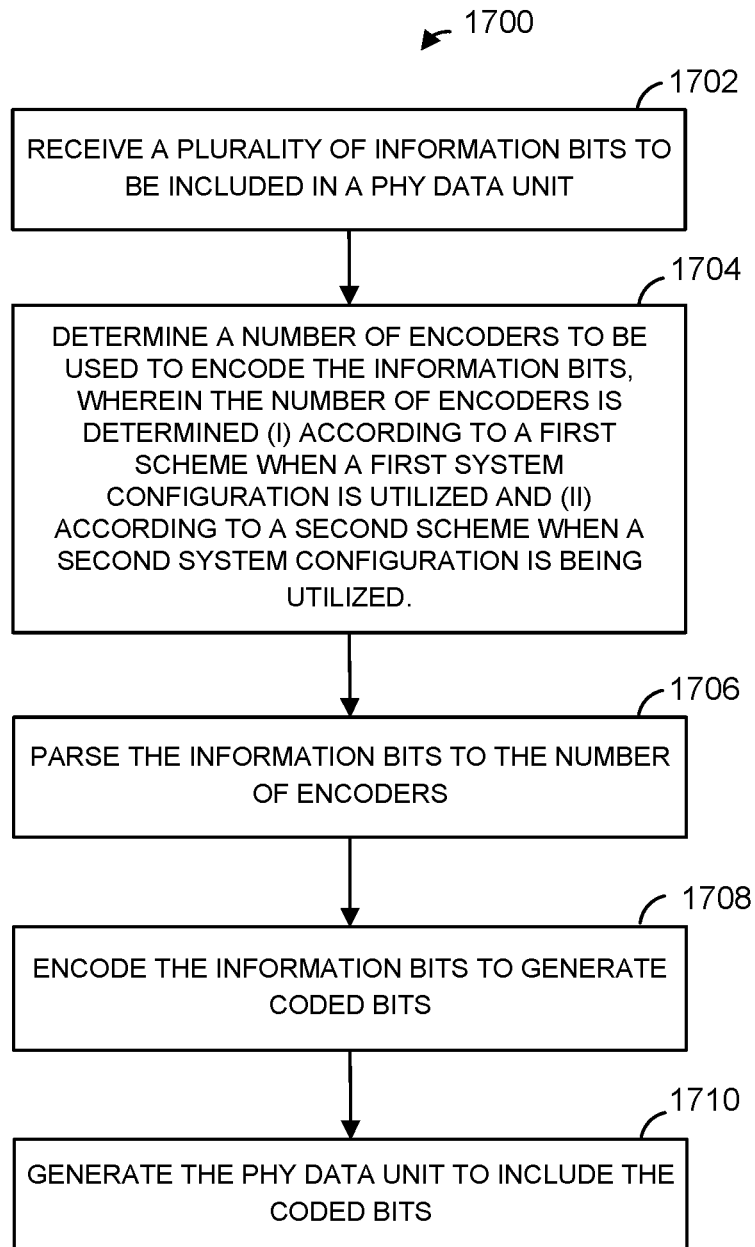 1700
1702
RECEIVE A PLURALITY OF INFORMATION BITS TO
BE INCLUDED IN A PHY DATA UNIT
1704
DETERMINE A NUMBER OF ENCODERS TO BE
USED TO ENCODE THE INFORMATION BITS,
WHEREIN THE NUMBER OF ENCODERS IS
DETERMINED (I) ACCORDING TO A FIRST
SCHEME WHEN A FIRST SYSTEM
CONFIGURATION IS UTILIZED AND (II)
ACCORDING TO A SECOND SCHEME WHEN A
SECOND SYSTEM CONFIGURATION IS BEING
UTILIZED.
1706
PARSE THE INFORMATION BITS TO THE NUMBER
OF ENCODERS
1708
ENCODE THE INFORMATION BITS TO GENERATE
CODED BITS
1710
GENERATE THE PHY DATA UNIT TO INCLUDE THE
CODED BITS